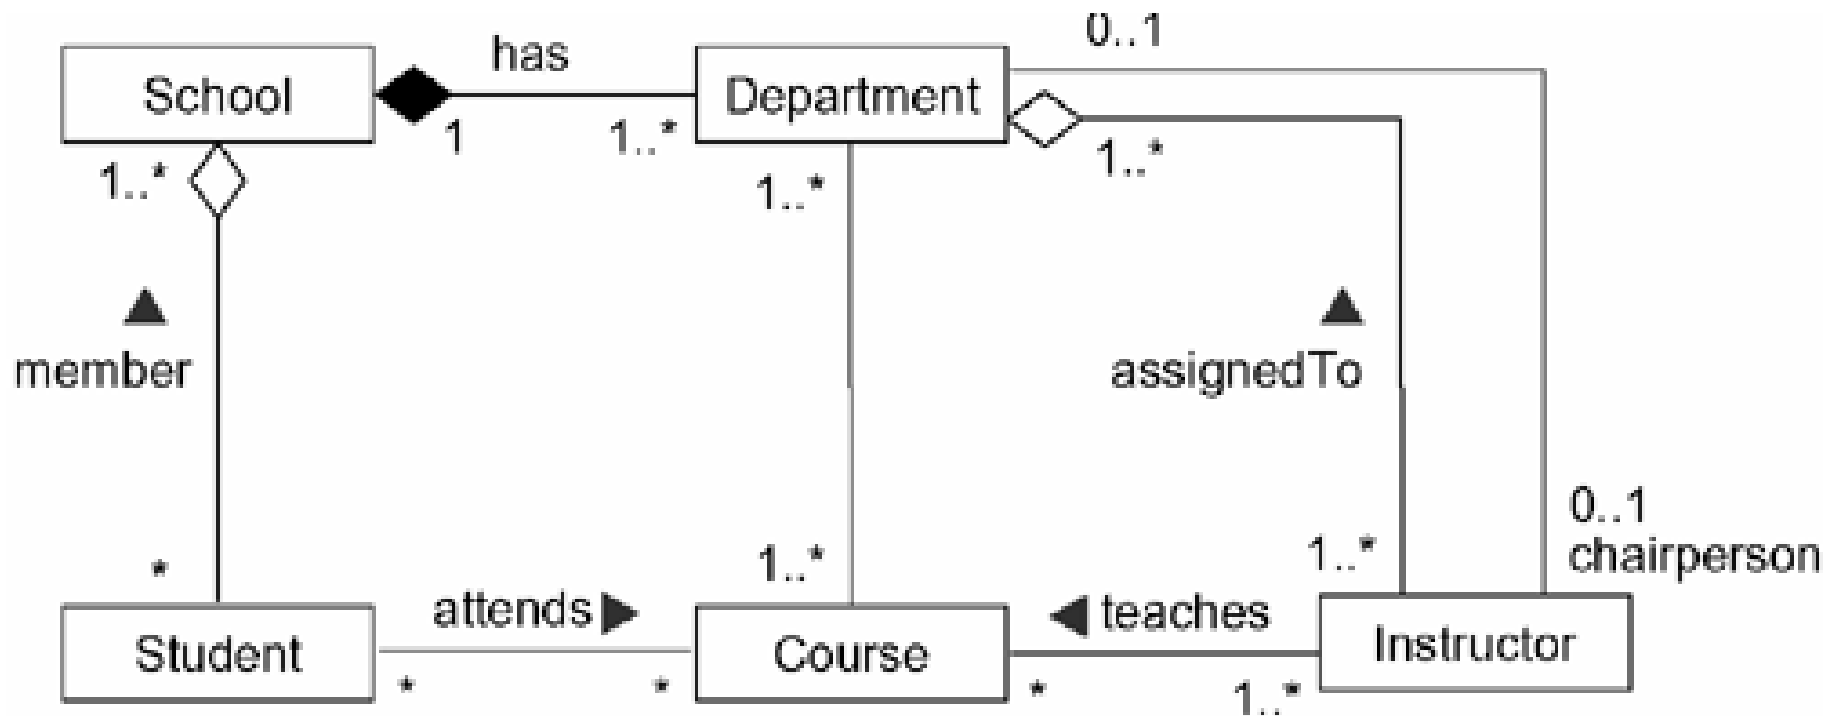 0..1
has
School
Department
1
1..*
1..*
1..*
1..*
member
assignedTo
0..1
chairperson
1..*
1..*
*
attends
teaches
Student
Course
Instructor
*
*
*
1..*